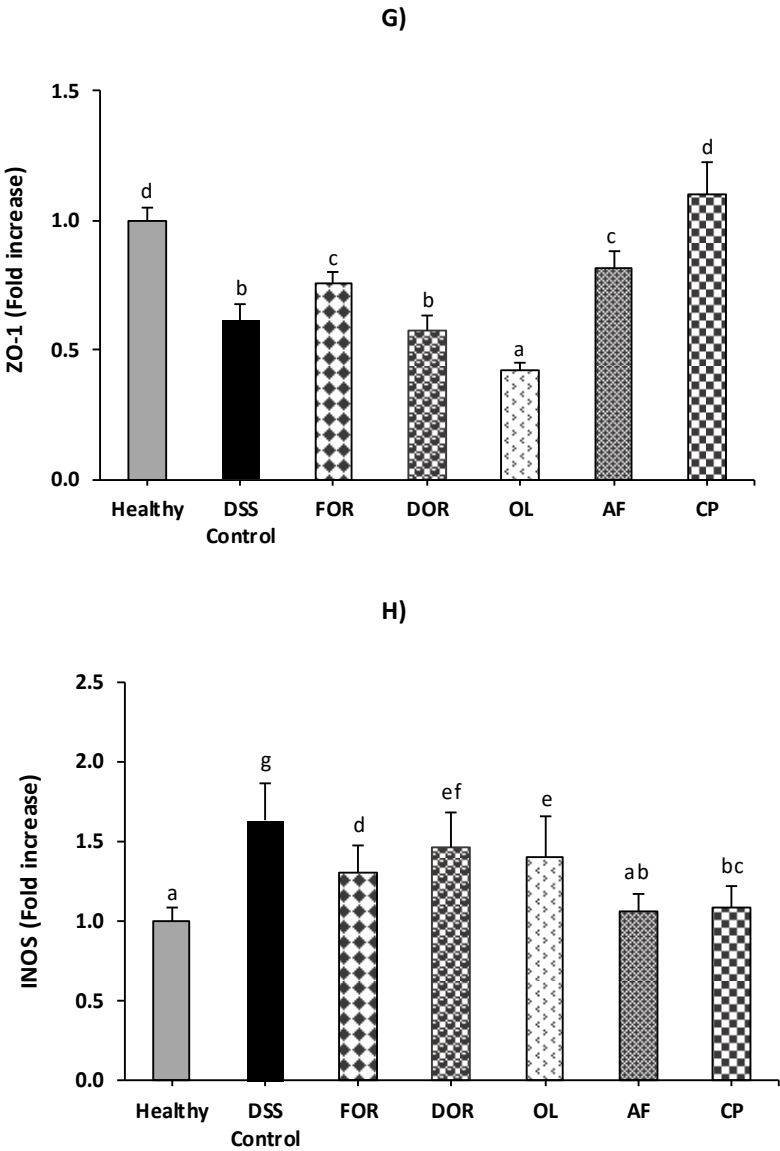 G)
ZO-1 (Fold increase)
1.5
1.0
0.5
0.0
d
b
c
b
a
c
d
Healthy DSS Control FOR DOR OL AF CP
H)
INOS (Fold increase)
2.5
2.0
1.5
1.0
0.5
0.0
a
g
d
ef
e
ab
bc
Healthy DSS Control FOR DOR OL AF CP